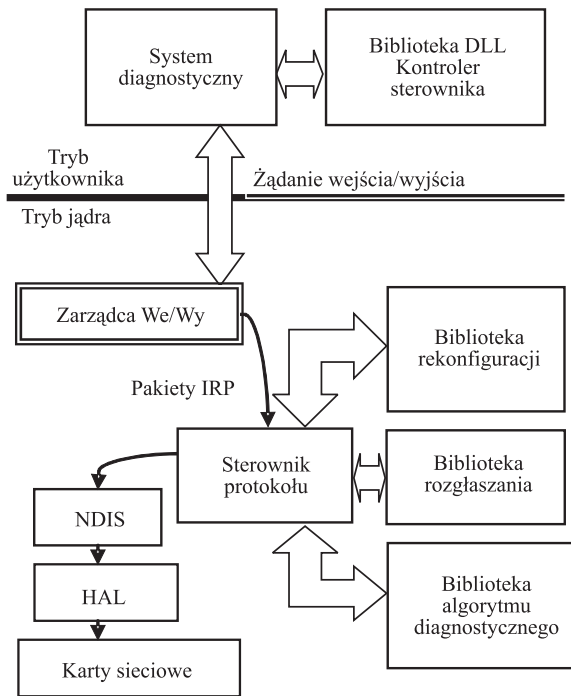 System
diagnostyczny
Biblioteka DLL
Kontroler
sterownika
Tryb
użytkownika
Żądanie wejścia/wyjścia
Tryb jądra
Zarządca We/Wy
Biblioteka
rekonfiguracji
Pakiety IRP
Sterownik
protokołu
Biblioteka
rozgłaszania
NDIS
HAL
Biblioteka
algorytmu
diagnostycznego
Karty sieciowe